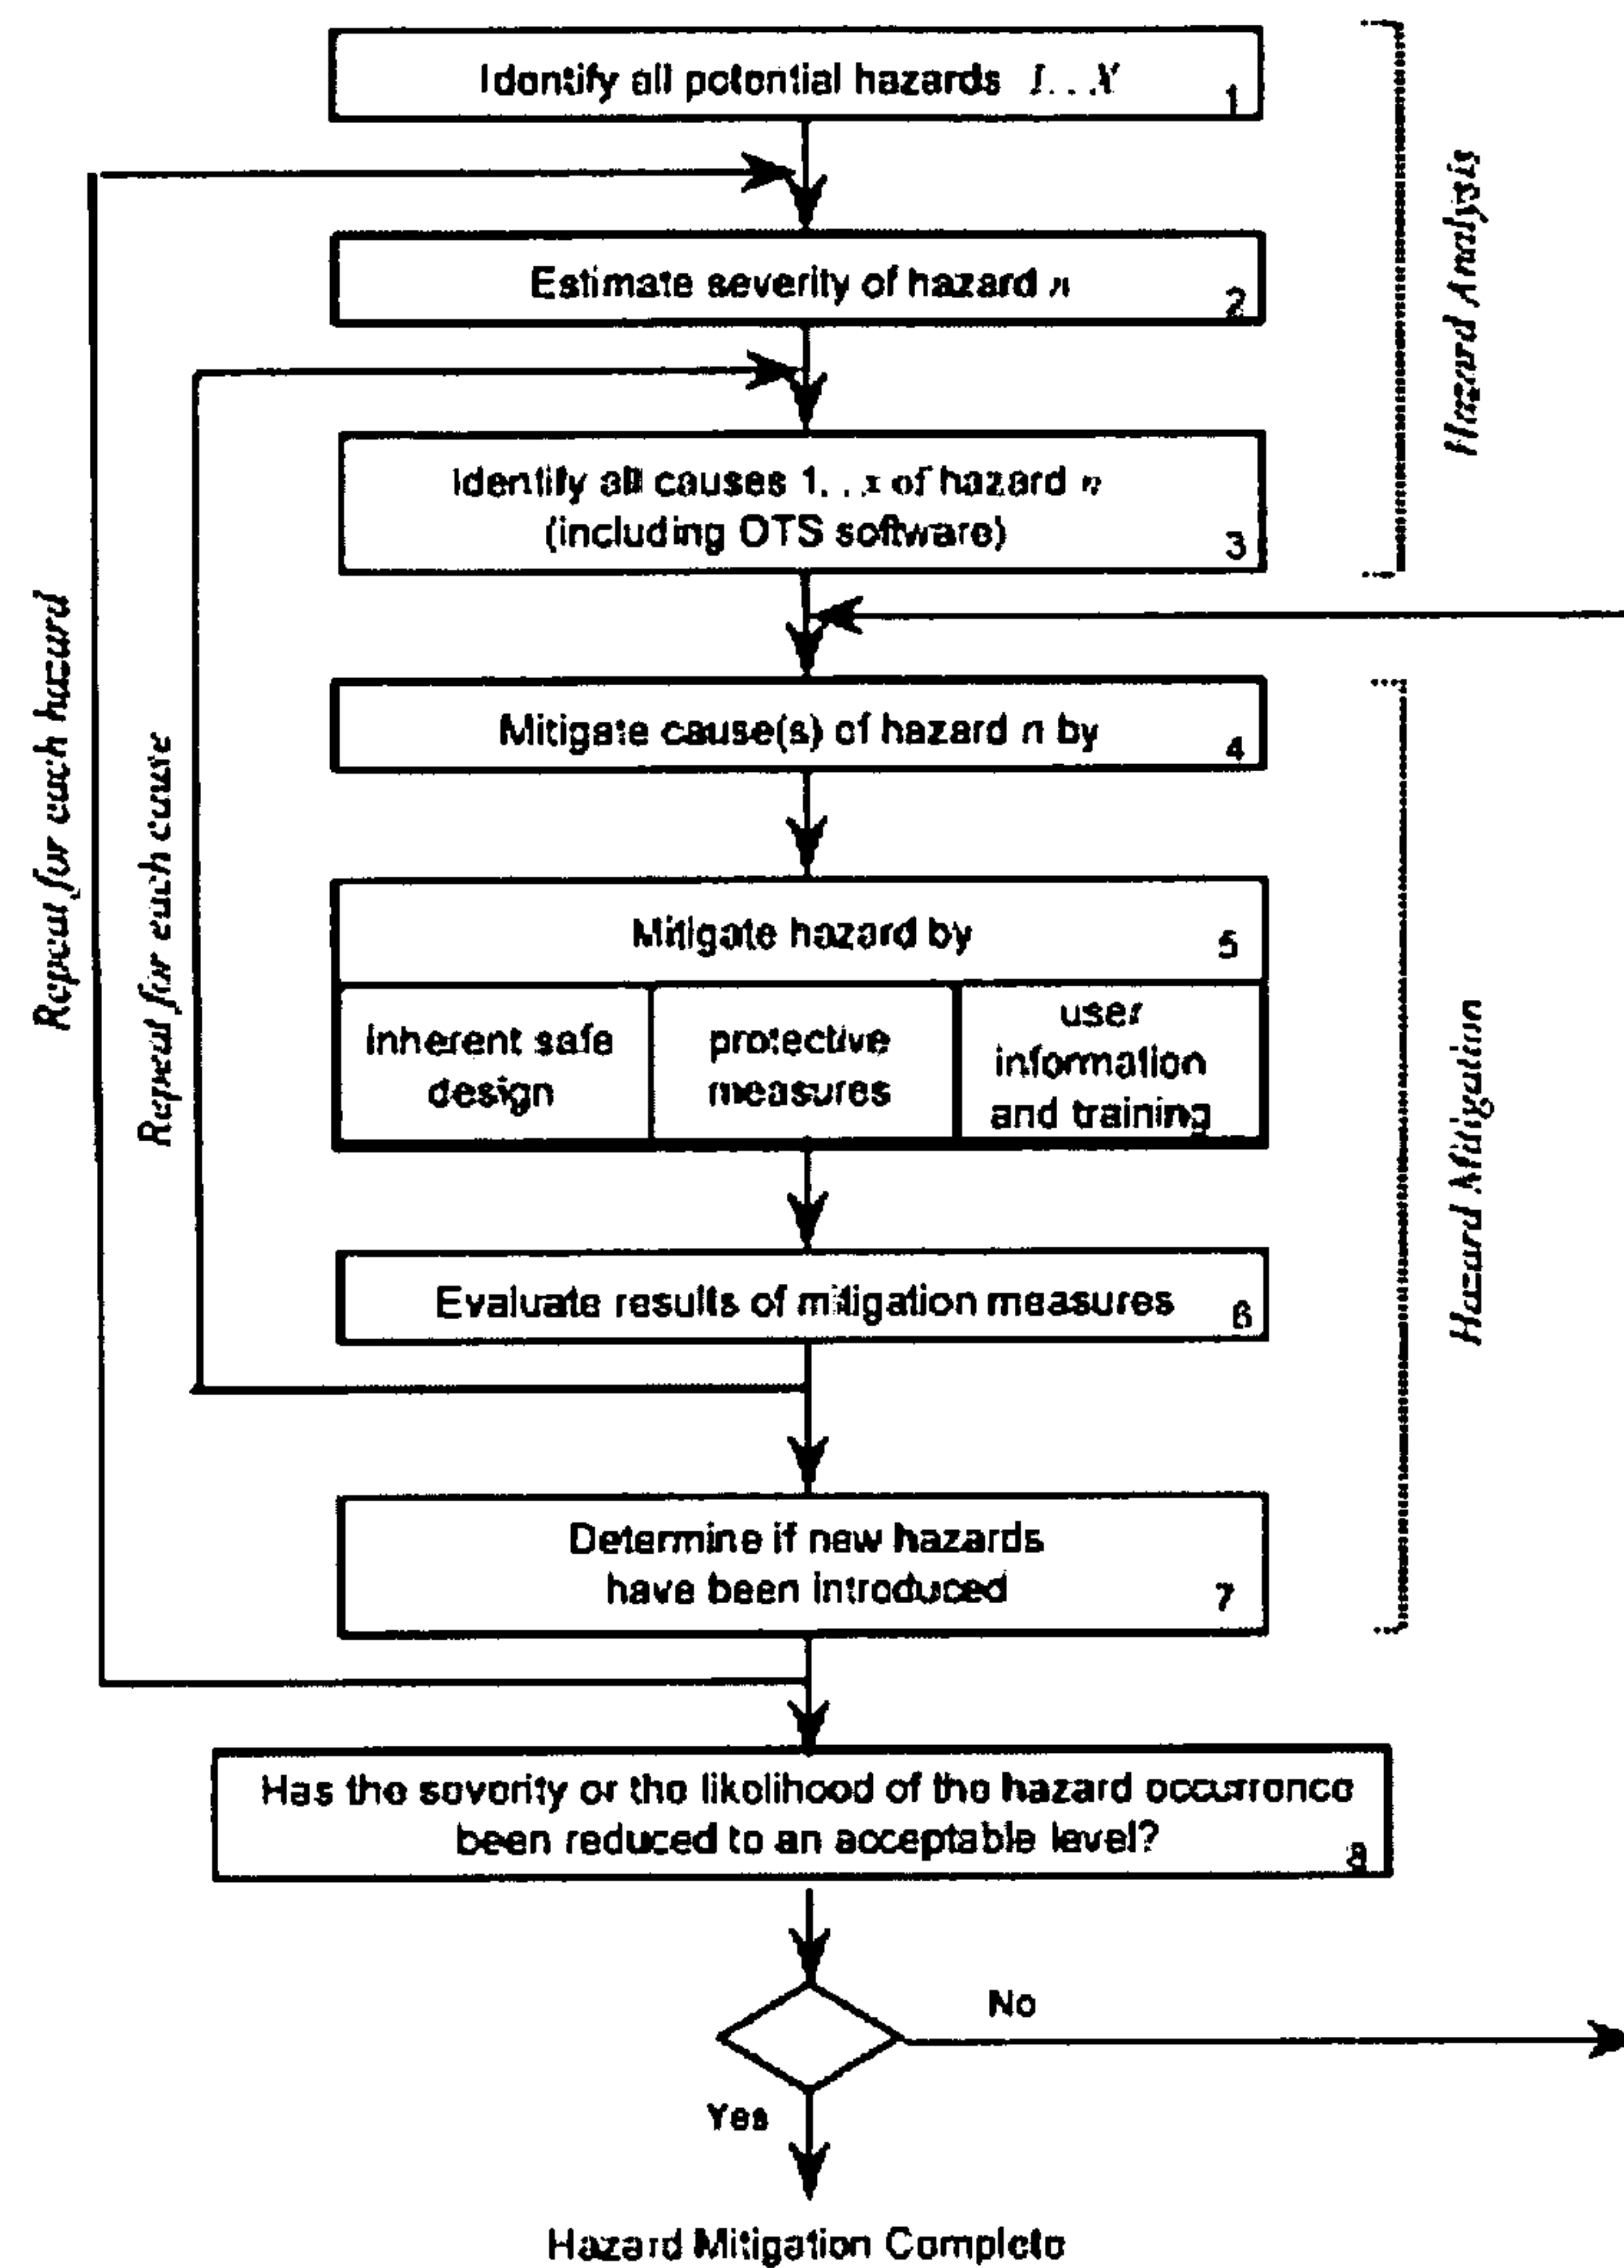 Identify all potential hazards 1...N
1
Estimate severity of hazard n
2
Identify all causes 1...x of hazard n
(including OTS software)
3
Mitigate cause(s) of hazard n by
4
Mitigate hazard by
5
Inherent safe
design
protective
measures
user
information
and training
Evaluate results of mitigation measures
6
Determine if new hazards
have been introduced
7
Has the severity or the likelihood of the hazard occurrence
been reduced to an acceptable level?
8
No
Yes
Hazard Mitigation Complete
Repeat for each hazard
Repeat for each cause
Hazard Analysis
Hazard Mitigation